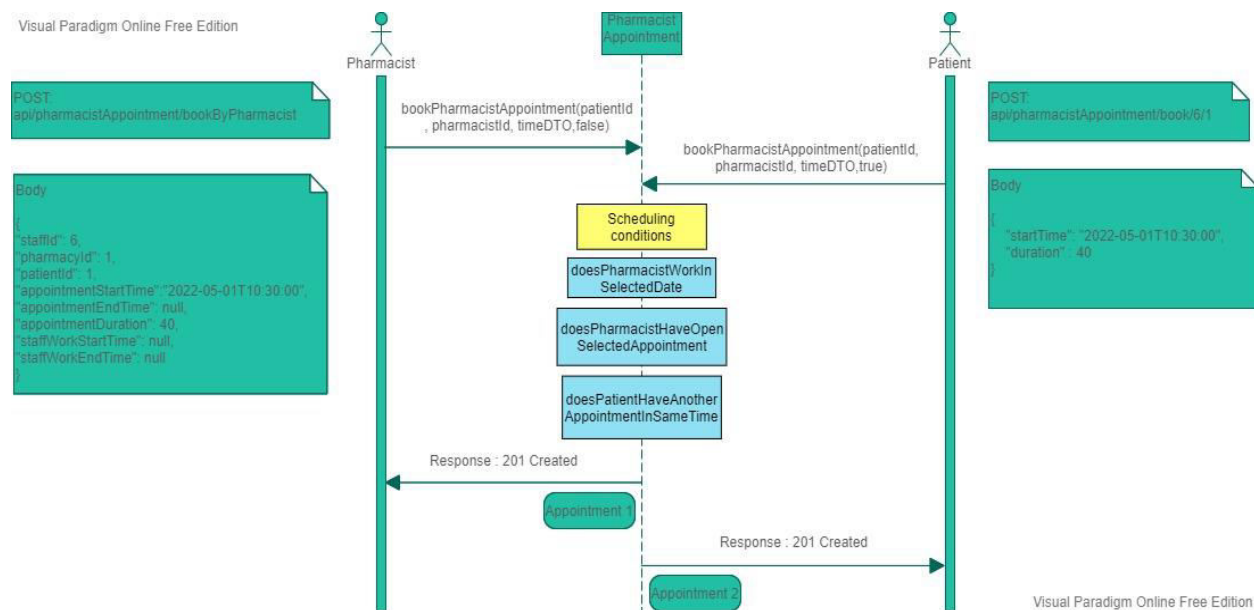 Visual Paradigm Online Free Edition
Pharmacist
Appointment
Pharmacist
Patient
POST:
api/pharmacistAppointment/bookByPharmacist
bookPharmacistAppointment(patientId
, pharmacistId, timeDTO,false)
POST:
api/pharmacistAppointment/book/6/1
bookPharmacistAppointment(patientId,
pharmacistId, timeDTO,true)
Body
{
"staffId": 6,
"pharmacyId": 1,
"patientId": 1,
"appointmentStartTime":"2022-05-01T10:30:00",
"appointmentEndTime": null,
"appointmentDuration": 40,
"staffWorkStartTime": null,
"staffWorkEndTime": null
}
Body
{
"startTime": "2022-05-01T10:30:00",
"duration" : 40
}
Scheduling
conditions
doesPharmacistWorkIn
SelectedDate
doesPharmacistHaveOpen
SelectedAppointment
doesPatientHaveAnother
AppointmentInSameTime
Response : 201 Created
Appointment 1
Response : 201 Created
Appointment 2
Visual Paradigm Online Free Edition